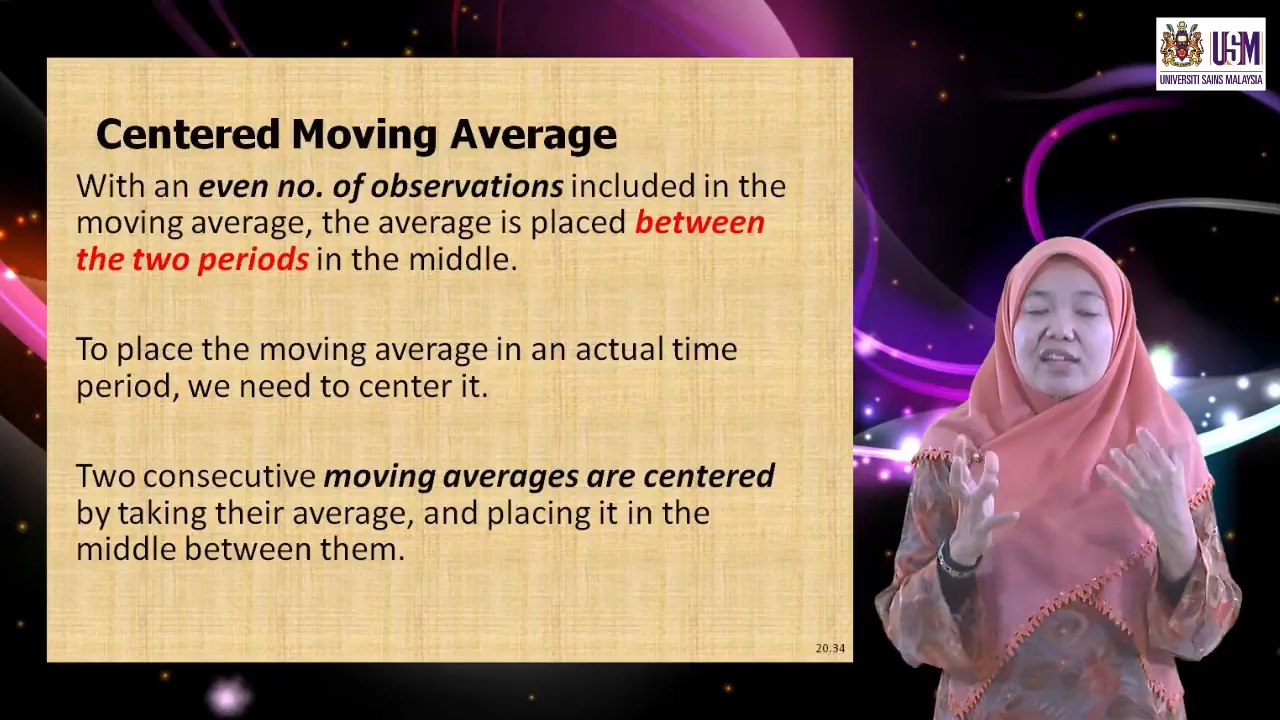 USM
UNIVERSITI SAINS MALAYSIA
Centered Moving Average
With an even no. of observations included in the
moving average, the average is placed between
the two periods in the middle.
To place the moving average in an actual time
period, we need to center it.
Two consecutive moving averages are centered
by taking their average, and placing it in the
middle between them.
20.34